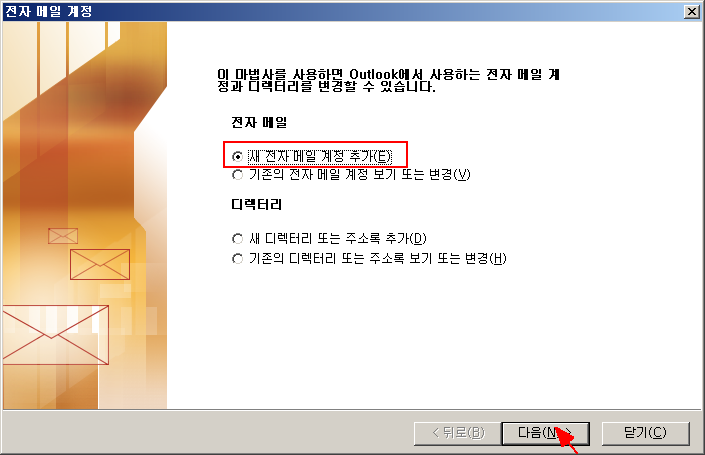 전자 메일 계정
이 마법사를 사용하면 Outlook에서 사용하는 전자 메일 계
정과 디렉터리를 변경할 수 있습니다.
전자 메일
새 전자 메일 계정 추가(E)
기존의 전자 메일 계정 보기 또는 변경(V)
디렉터리
새 디렉터리 또는 주소록 추가(D)
기존의 디렉터리 또는 주소록 보기 또는 변경(H)
< 뒤로(B)
다음(N) >
닫기(C)